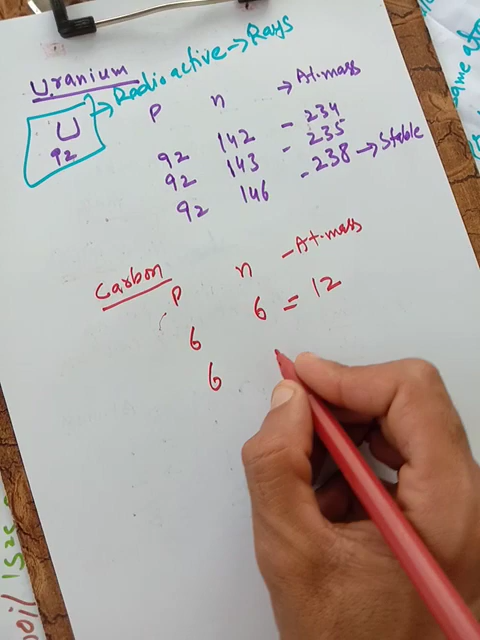 Uranium
U → Radioactive → Rays
92
p n → At.mass
92 142 - 234
92 143 - 235
92 146 - 238 → Stable
Carbon
p n - At.mass
6 6 = 12
6
same